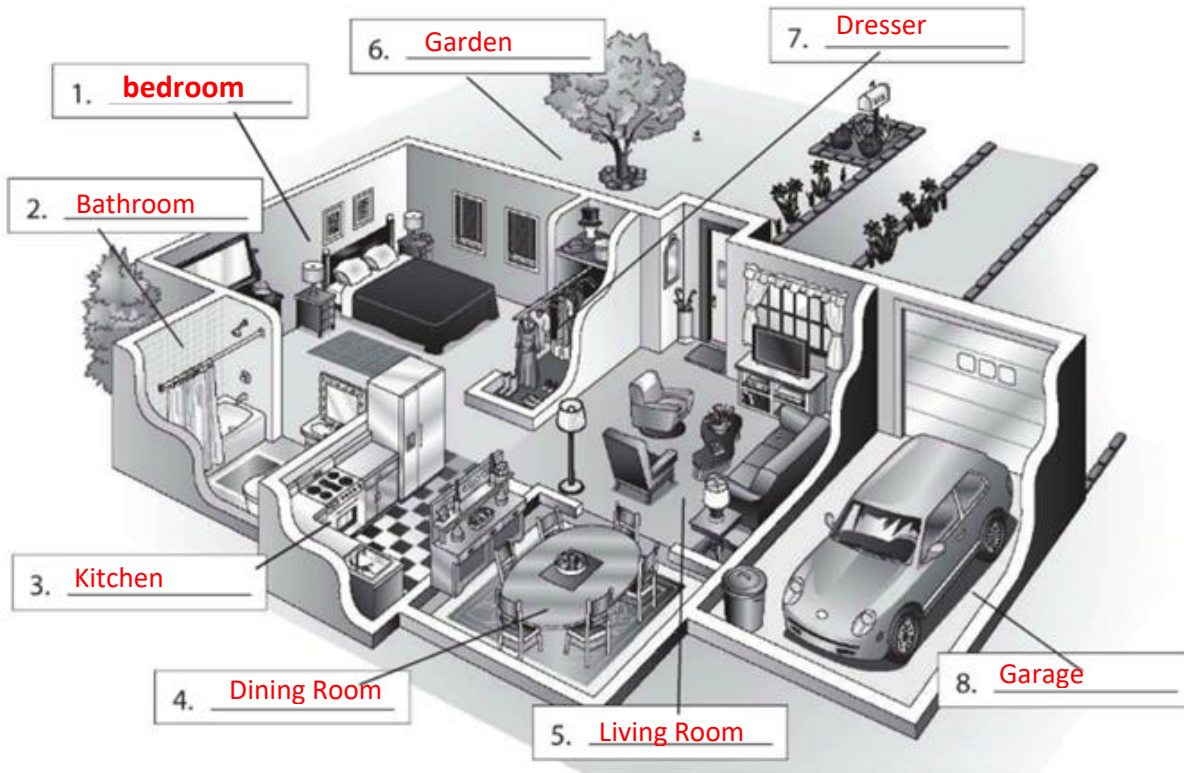 1. bedroom
2. Bathroom
3. Kitchen
4. Dining Room
5. Living Room
6. Garden
7. Dresser
8. Garage